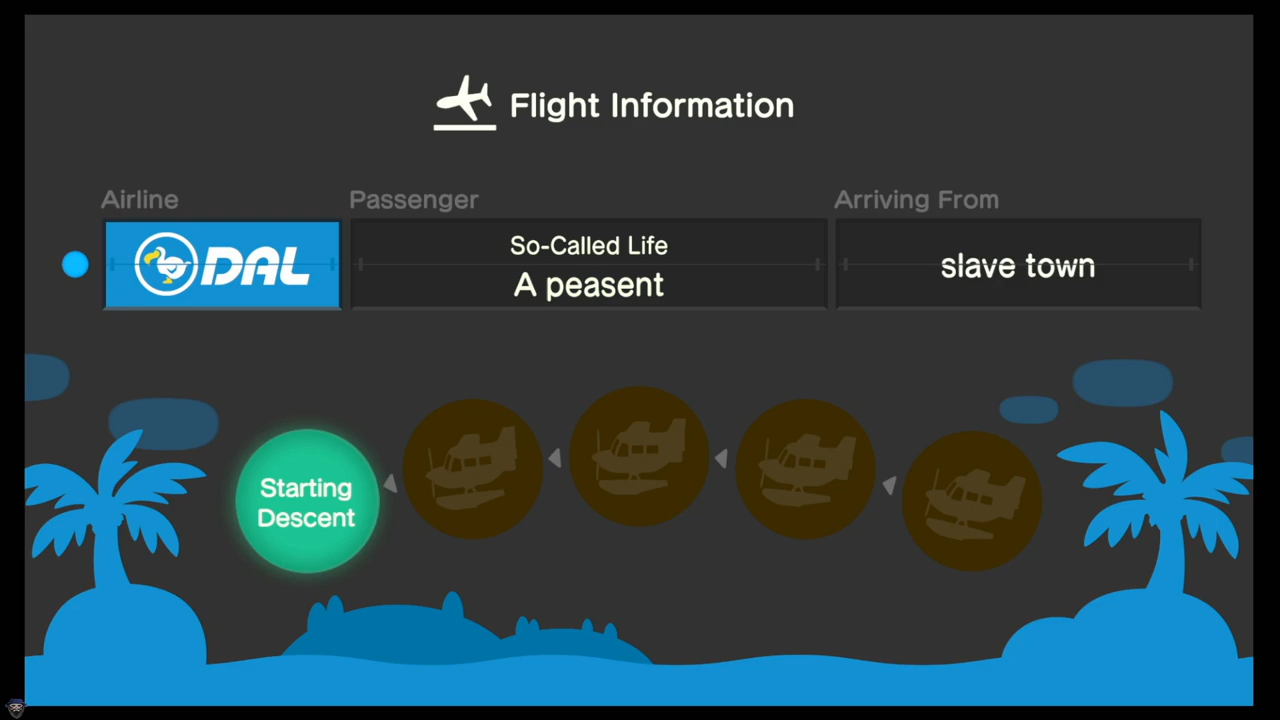 Flight Information
Airline
Passenger
Arriving From
DAL
So-Called Life
A peasent
slave town
Starting
Descent